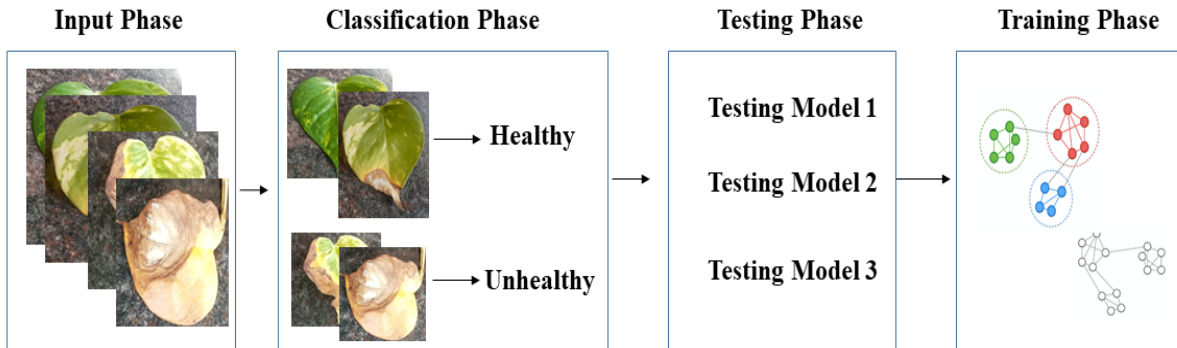 Input Phase
Classification Phase
Testing Phase
Training Phase
Healthy
Unhealthy
Testing Model 1
Testing Model 2
Testing Model 3